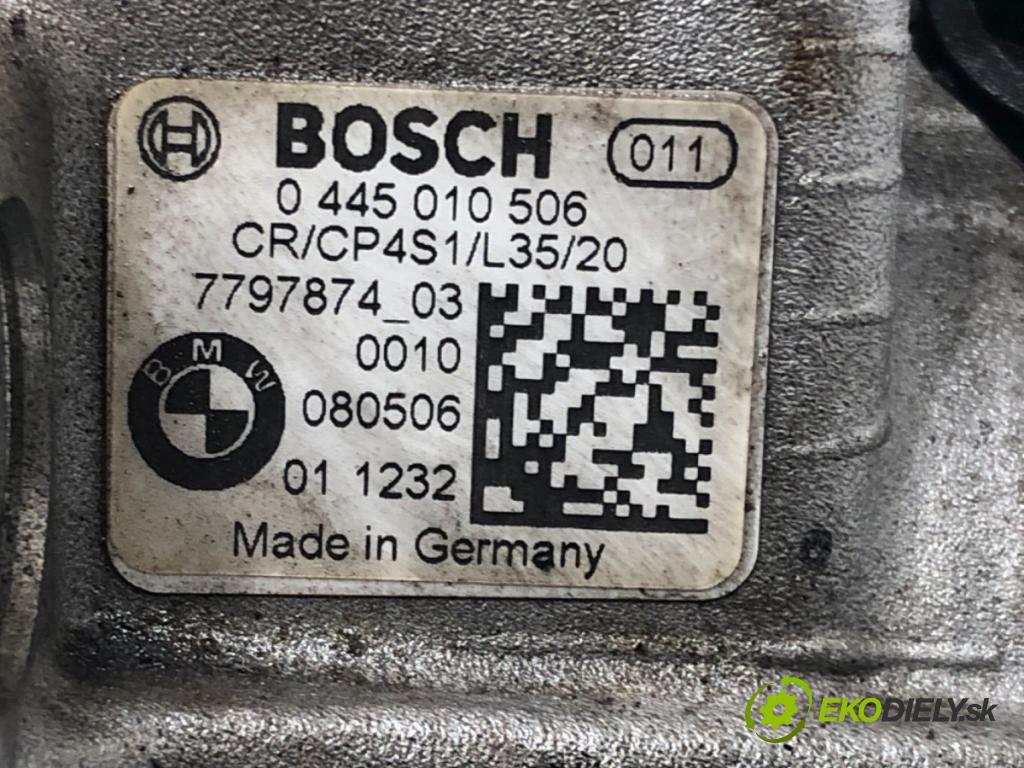 BOSCH 011
0 445 010 506
CR/CP4S1/L35/20
7797874_03
0010
BMW
080506
01 1232
Made in Germany
EKODIELY.sk